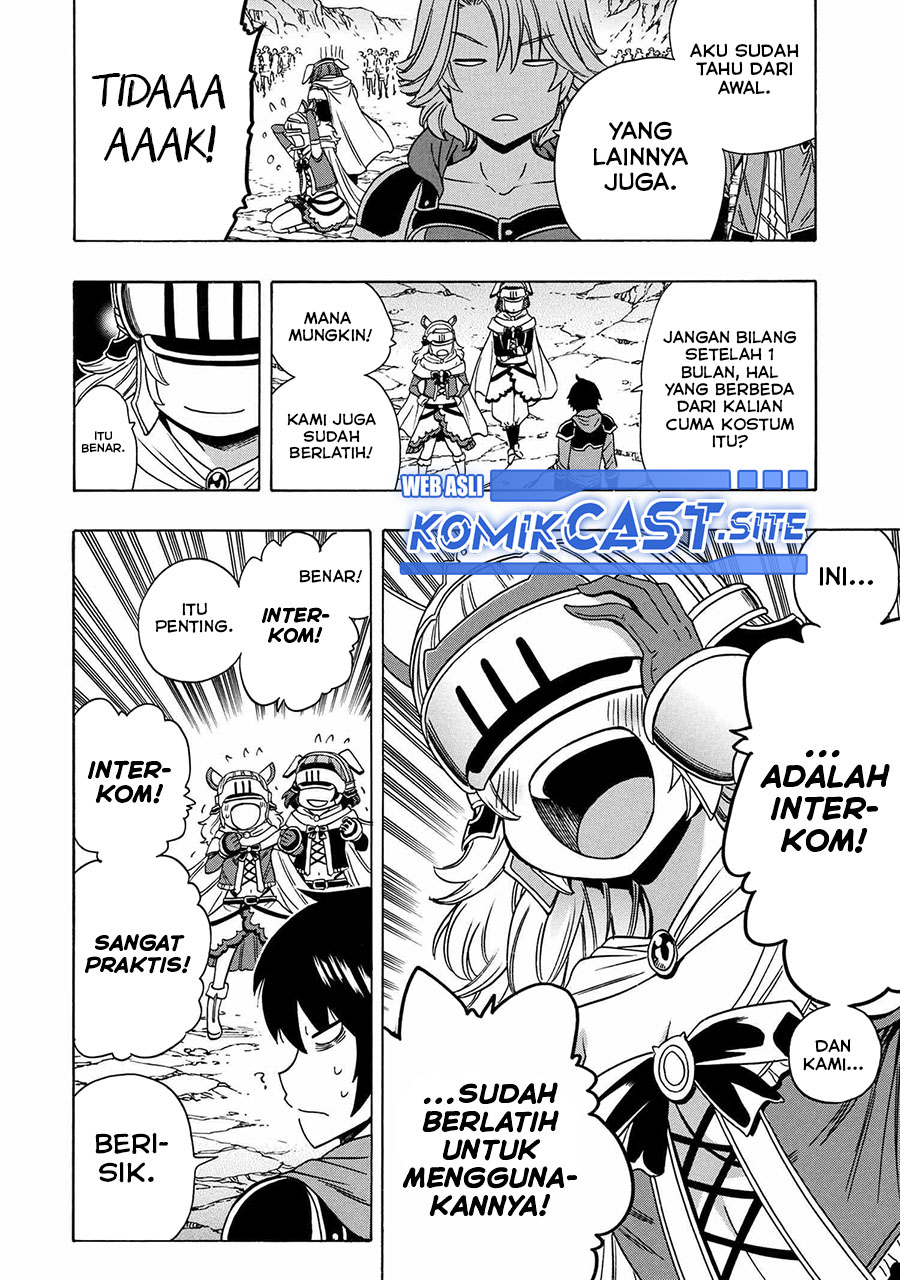 AKU SUDAH
TAHU DARI
AWAL.
YANG
LAINNYA
JUGA.
TIDAAA
AAAK!
JANGAN BILANG
SETELAH 1
BULAN, HAL
YANG BERBEDA
DARI KALIAN
CUMA KOSTUM
ITU?
MANA
MUNGKIN!
KAMI JUGA
SUDAH
BERLATIH!
ITU
BENAR.
WEB ASLI
KOMIKCAST.SITE
INI...
...
ADALAH
INTER-
KOM!
DAN
KAMI...
...SUDAH
BERLATIH
UNTUK
MENGGUNA-
KANNYA!
BENAR!
INTER-
KOM!
ITU
PENTING.
INTER-
KOM!
SANGAT
PRAKTIS!
BERI-
SIK.